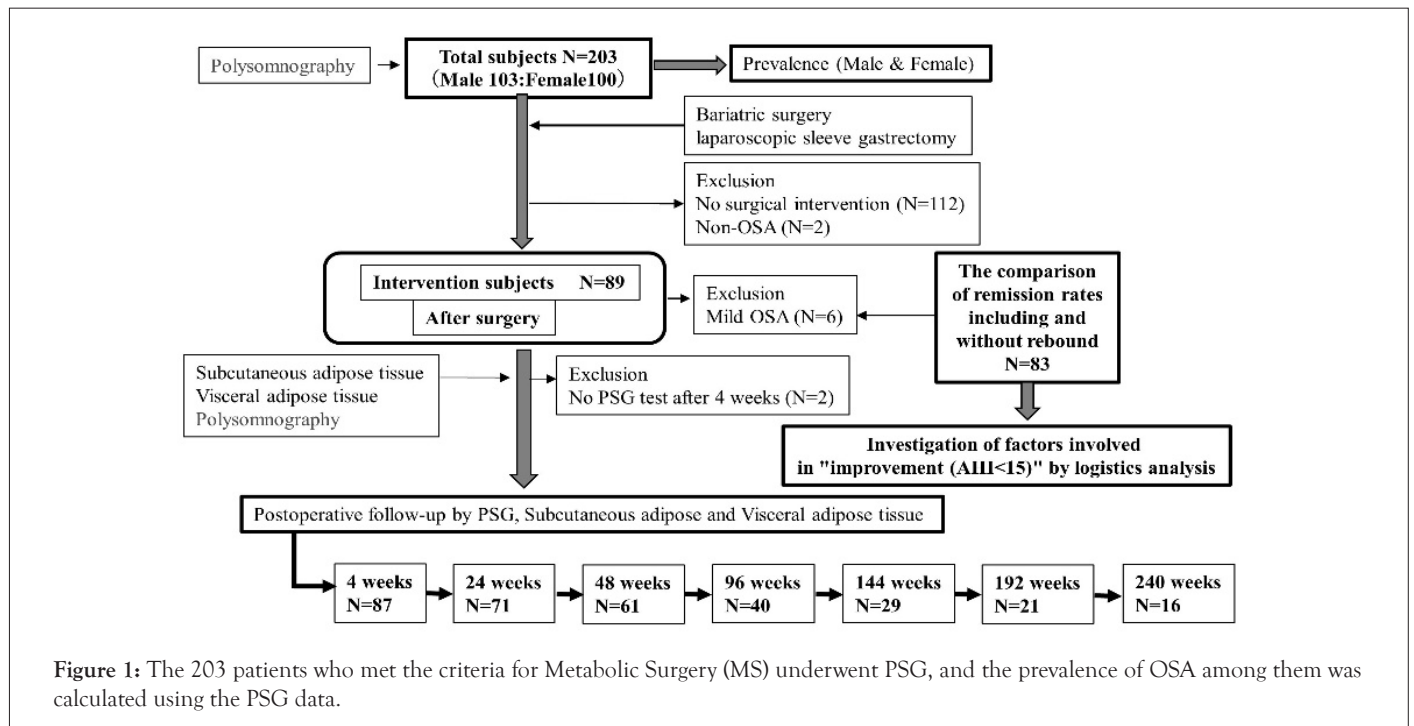 Polysomnography
Total subjects N=203
(Male 103:Female100)
Prevalence (Male & Female)
Bariatric surgery
laparoscopic sleeve gastrectomy
Exclusion
No surgical intervention (N=112)
Non-OSA (N=2)
Intervention subjects N=89
After surgery
Exclusion
Mild OSA (N=6)
The comparison
of remission rates
including and
without rebound
N=83
Subcutaneous adipose tissue
Visceral adipose tissue
Polysomnography
Exclusion
No PSG test after 4 weeks (N=2)
Investigation of factors involved
in "improvement (AHI<15)" by logistics analysis
Postoperative follow-up by PSG, Subcutaneous adipose and Visceral adipose tissue
4 weeks
N=87
24 weeks
N=71
48 weeks
N=61
96 weeks
N=40
144 weeks
N=29
192 weeks
N=21
240 weeks
N=16
Figure 1: The 203 patients who met the criteria for Metabolic Surgery (MS) underwent PSG, and the prevalence of OSA among them was
calculated using the PSG data.